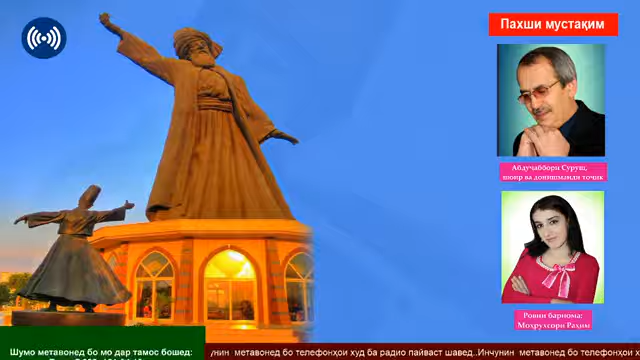 Пахши мустақим
Абдуҷаббори Суруш,
шоир ва донишманди тоҷик
Ровии барнома:
Моҳрухсори Раҳим
Шумо метавонед бо мо дар тамос бошед:
унин метавонед бо телефонҳои худ ба радио пайваст шавед..Инчунин метавонед бо телефонҳои